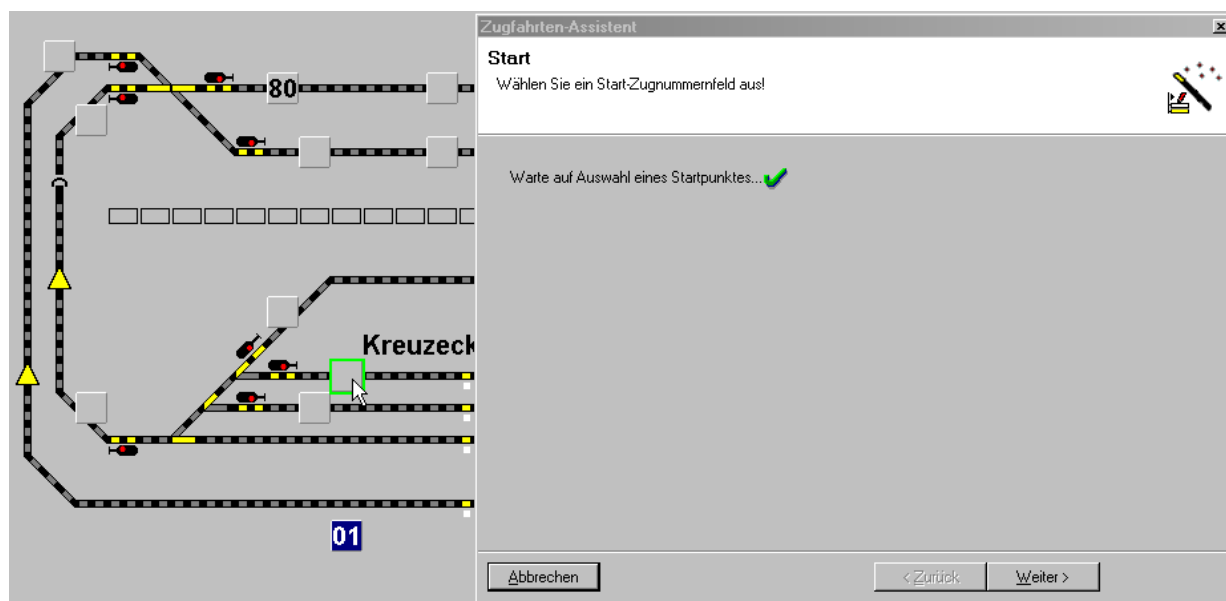 Zugfahrten-Assistent
x
Start
Wählen Sie ein Start-Zugnummernfeld aus!
80
Warte auf Auswahl eines Startpunktes...
Kreuzeck
01
Abbrechen
< Zurück
Weiter >